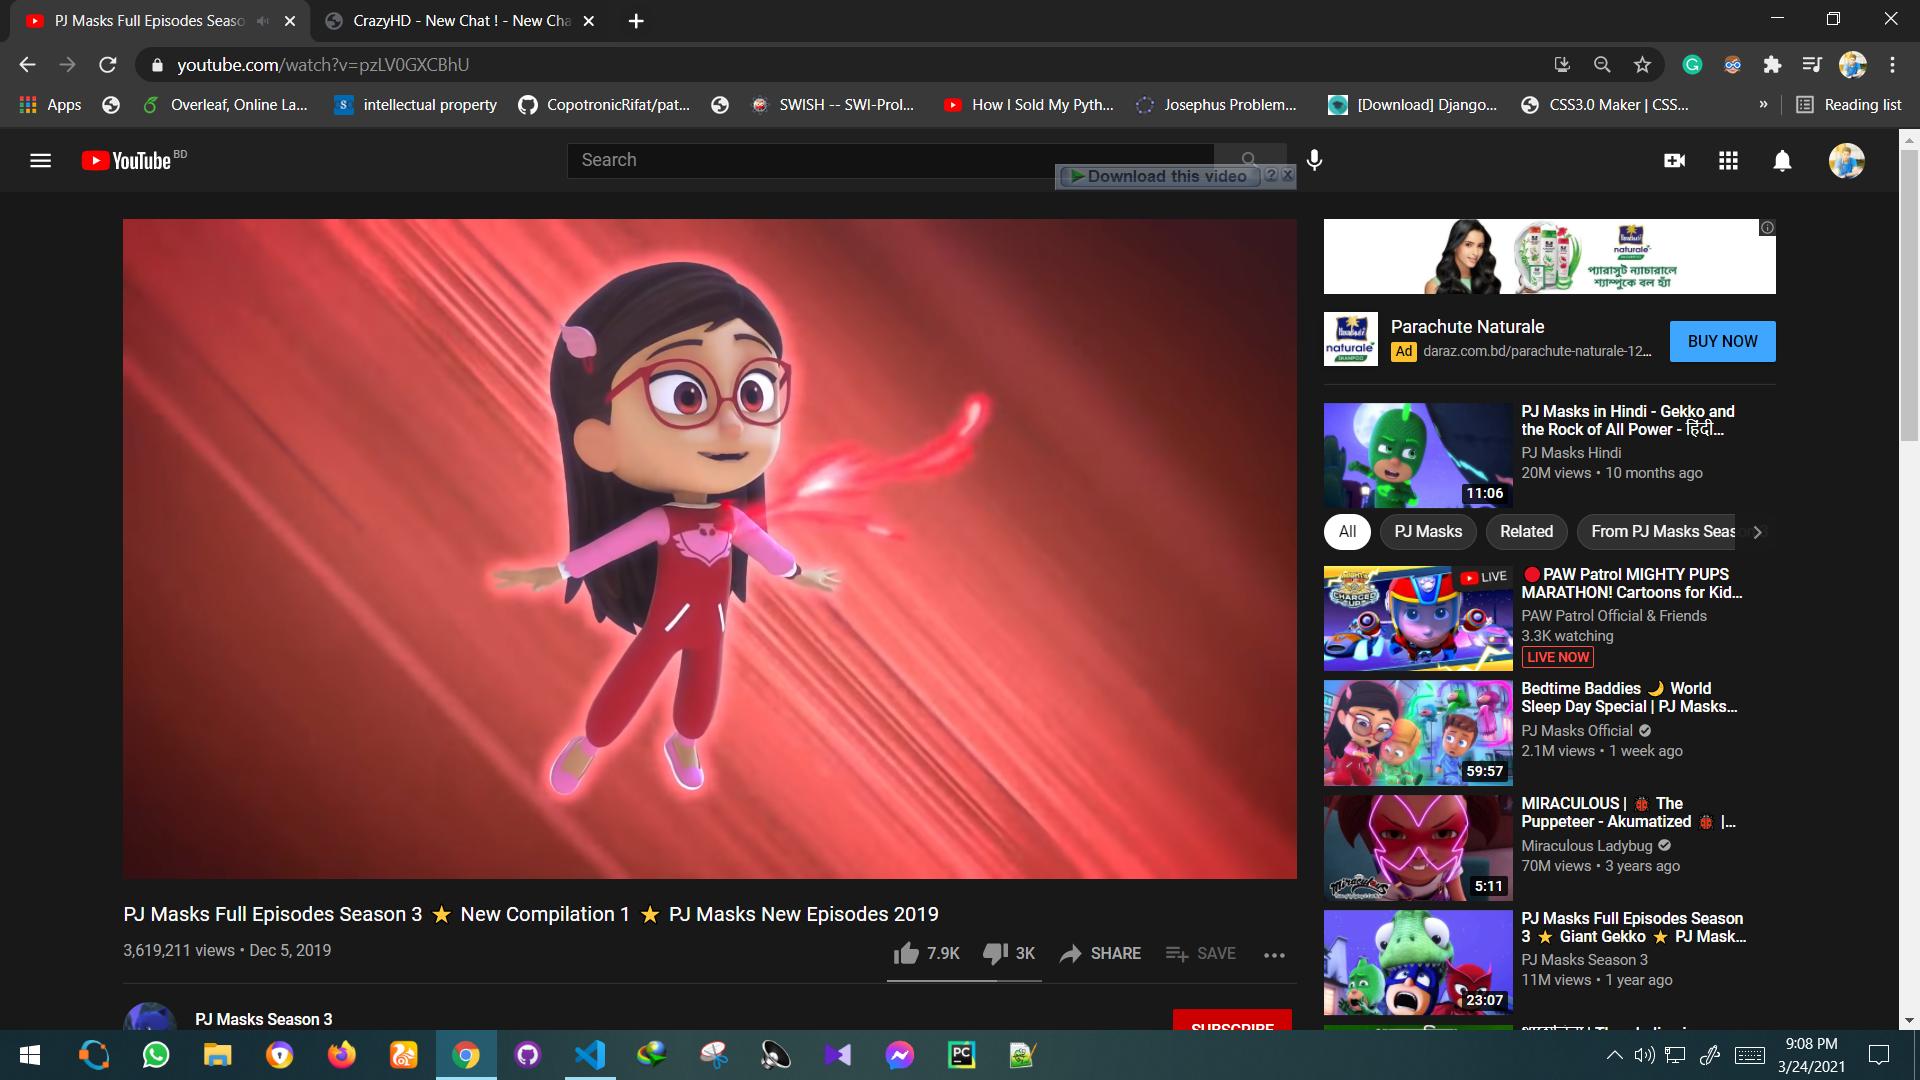 PJ Masks Full Episodes Seaso
CrazyHD - New Chat ! - New Cha
youtube.com/watch?v=pzLV0GXCBhU
Apps
Overleaf, Online La...
intellectual property
CopotronicRifat/pat...
SWISH -- SWI-Prol...
How I Sold My Pyth...
Josephus Problem...
[Download] Django...
CSS3.0 Maker | CSS...
»
Reading list
YouTube BD
Search
Download this video
প্যারাসুট ন্যাচারালে
শ্যাম্পুকে বল হ্যাঁ
Parachute Naturale
Ad daraz.com.bd/parachute-naturale-12...
BUY NOW
naturale
SHAMPOO
PJ Masks in Hindi - Gekko and
the Rock of All Power - हिंदी...
PJ Masks Hindi
20M views • 10 months ago
11:06
All
PJ Masks
Related
From PJ Masks Season 3
LIVE
CHARGED UP
PAW Patrol MIGHTY PUPS
MARATHON! Cartoons for Kid...
PAW Patrol Official & Friends
3.3K watching
LIVE NOW
Bedtime Baddies 🌙 World
Sleep Day Special | PJ Masks...
PJ Masks Official
2.1M views • 1 week ago
59:57
MIRACULOUS | 🐞 The
Puppeteer - Akumatized 🐞 |...
Miraculous Ladybug
70M views • 3 years ago
5:11
Miraculous
PJ Masks Full Episodes Season
3 ⭐ Giant Gekko ⭐ PJ Mask...
PJ Masks Season 3
11M views • 1 year ago
23:07
PJ Masks Full Episodes Season 3 ⭐ New Compilation 1 ⭐ PJ Masks New Episodes 2019
3,619,211 views • Dec 5, 2019
7.9K
3K
SHARE
SAVE
PJ Masks Season 3
SUBSCRIBE
9:08 PM
3/24/2021